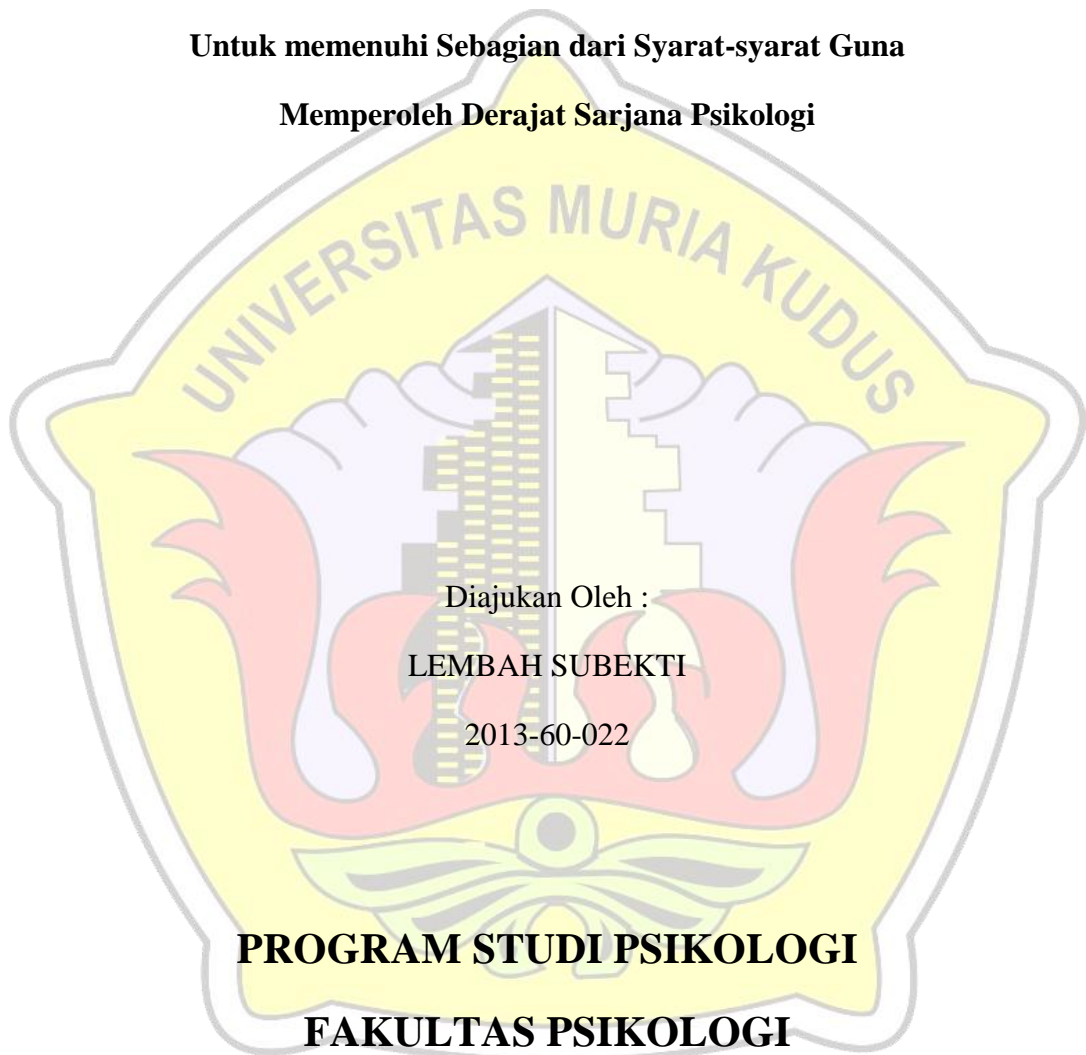 Untuk memenuhi Sebagian dari Syarat-syarat Guna
Memperoleh Derajat Sarjana Psikologi
UNIVERSITAS MURIA KUDUS
Diajukan Oleh :
LEMBAH SUBEKTI
2013-60-022
PROGRAM STUDI PSIKOLOGI
FAKULTAS PSIKOLOGI